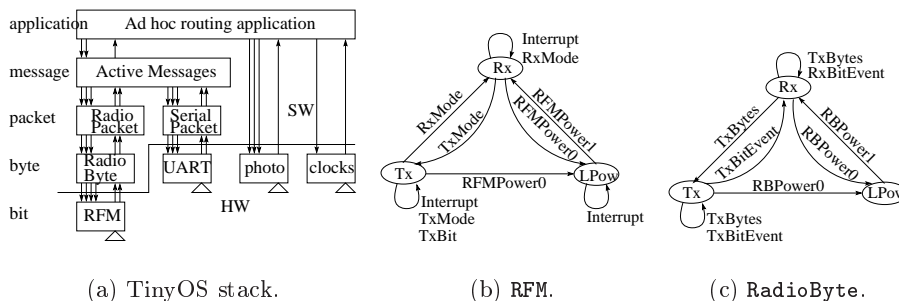 application
Ad hoc routing application
message
Active Messages
packet
Radio
Packet
Serial
Packet
SW
byte
Radio
Byte
UART
photo
clocks
bit
RFM
HW
(a) TinyOS stack.
Interrupt
RxMode
Rx
RxMode
TxMode
RFMPower1
RFMPower0
Tx
RFMPower0
LPow
Interrupt
TxMode
TxBit
Interrupt
(b) RFM.
TxBytes
RxBitEvent
Rx
TxBytes
TxBitEvent
RBPower1
RBPower0
Tx
RBPower0
LPow
TxBytes
TxBitEvent
(c) RadioByte.